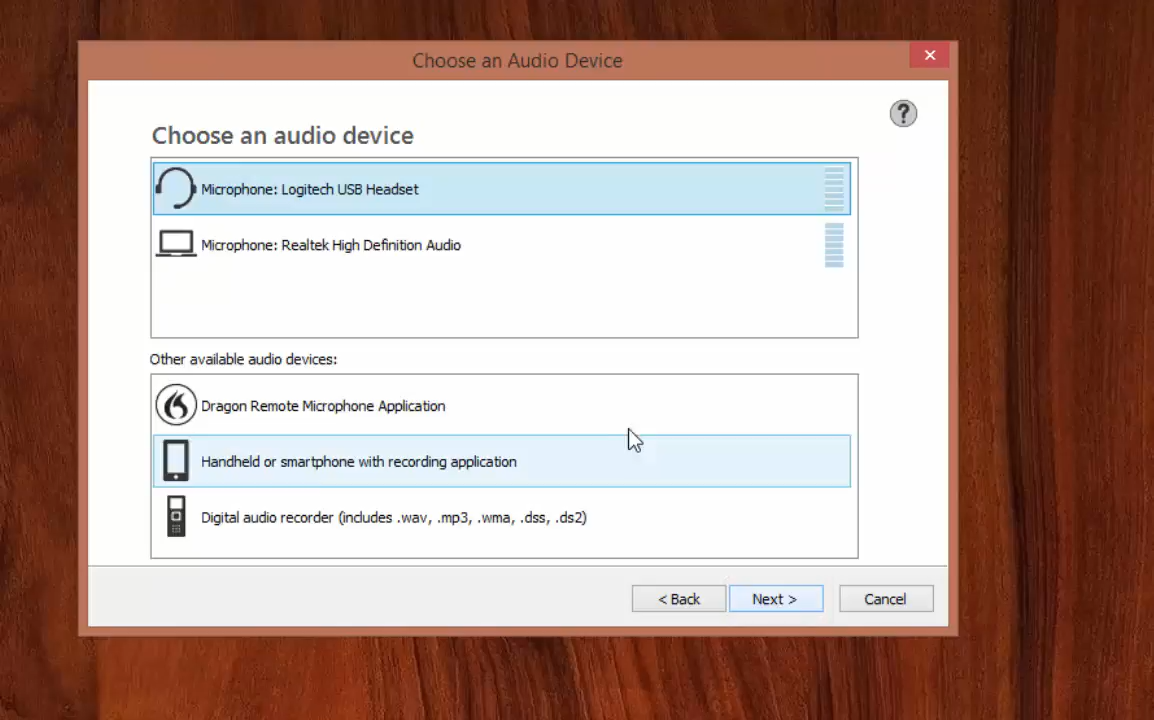 Choose an Audio Device
?
Choose an audio device
Microphone: Logitech USB Headset
Microphone: Realtek High Definition Audio
Other available audio devices:
Dragon Remote Microphone Application
Handheld or smartphone with recording application
Digital audio recorder (includes .wav, .mp3, .wma, .dss, .ds2)
< Back
Next >
Cancel